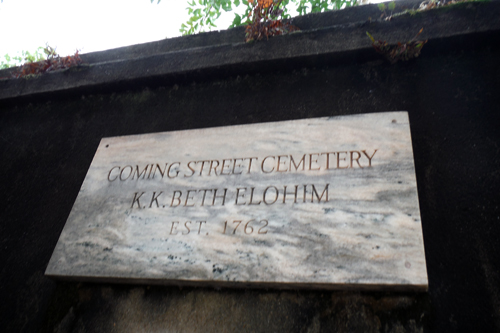 COMING STREET CEMETERY
K.K. BETH ELOHIM
EST. 1762